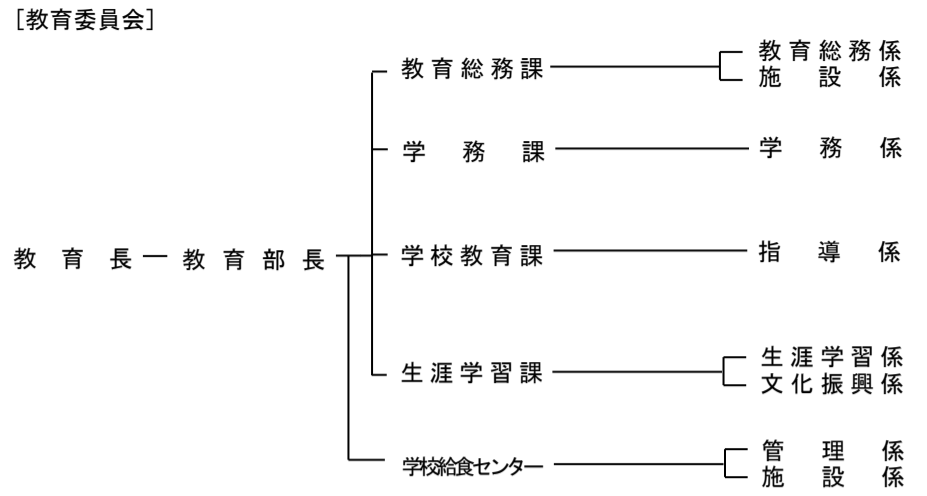 ［教育委員会］
教育総務課 教育総務係
施設係
学務課 学務係
教育長 教育部長 学校教育課 指導係
生涯学習課 生涯学習係
文化振興係
学校給食センター 管理係
施設係